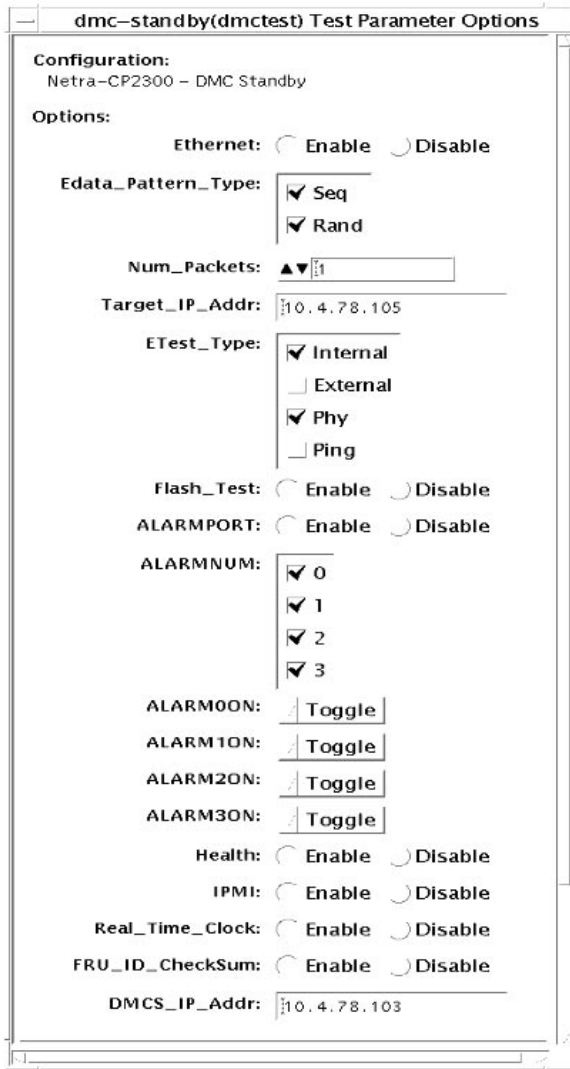 dmc-standby(dmctest) Test Parameter Options
Configuration:
Netra-CP2300 - DMC Standby
Options:
Ethernet: Enable Disable
Edata_Pattern_Type: Seq
Rand
Num_Packets: 1
Target_IP_Addr: 10.4.78.105
ETest_Type: Internal
External
Phy
Ping
Flash_Test: Enable Disable
ALARMPORT: Enable Disable
ALARMNUM: 0
1
2
3
ALARM0ON: Toggle
ALARM1ON: Toggle
ALARM2ON: Toggle
ALARM3ON: Toggle
Health: Enable Disable
IPMI: Enable Disable
Real_Time_Clock: Enable Disable
FRU_ID_CheckSum: Enable Disable
DMCS_IP_Addr: 10.4.78.103